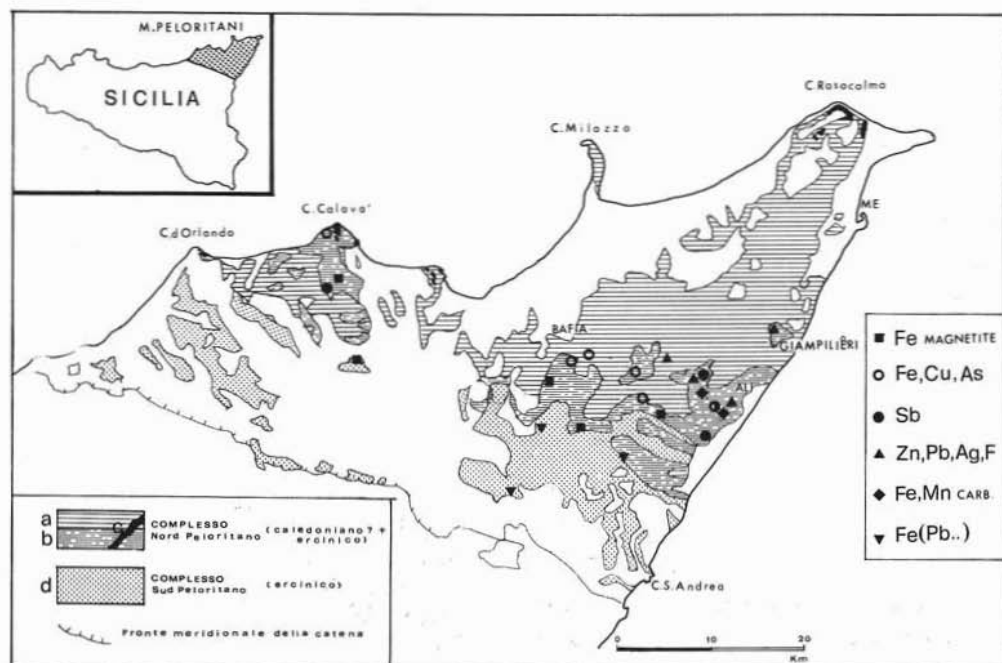 M.PELORITANI
SICILIA
C.Rasocolmo
C.Milazzo
C.Calava'
C.d'Orlando
ME
BAFIA
GIAMPILIERI
ALI'
C.S.Andrea
Fe MAGNETITE
Fe,Cu,As
Sb
Zn,Pb,Ag,F
Fe,Mn CARB.
Fe(Pb..)
a
b
c
COMPLESSO
Nord Peloritano
(caledoniano? +
ercinico)
d
COMPLESSO
Sud Peloritano
(ercinico)
Fronte meridionale della catena
0 10 20
Km